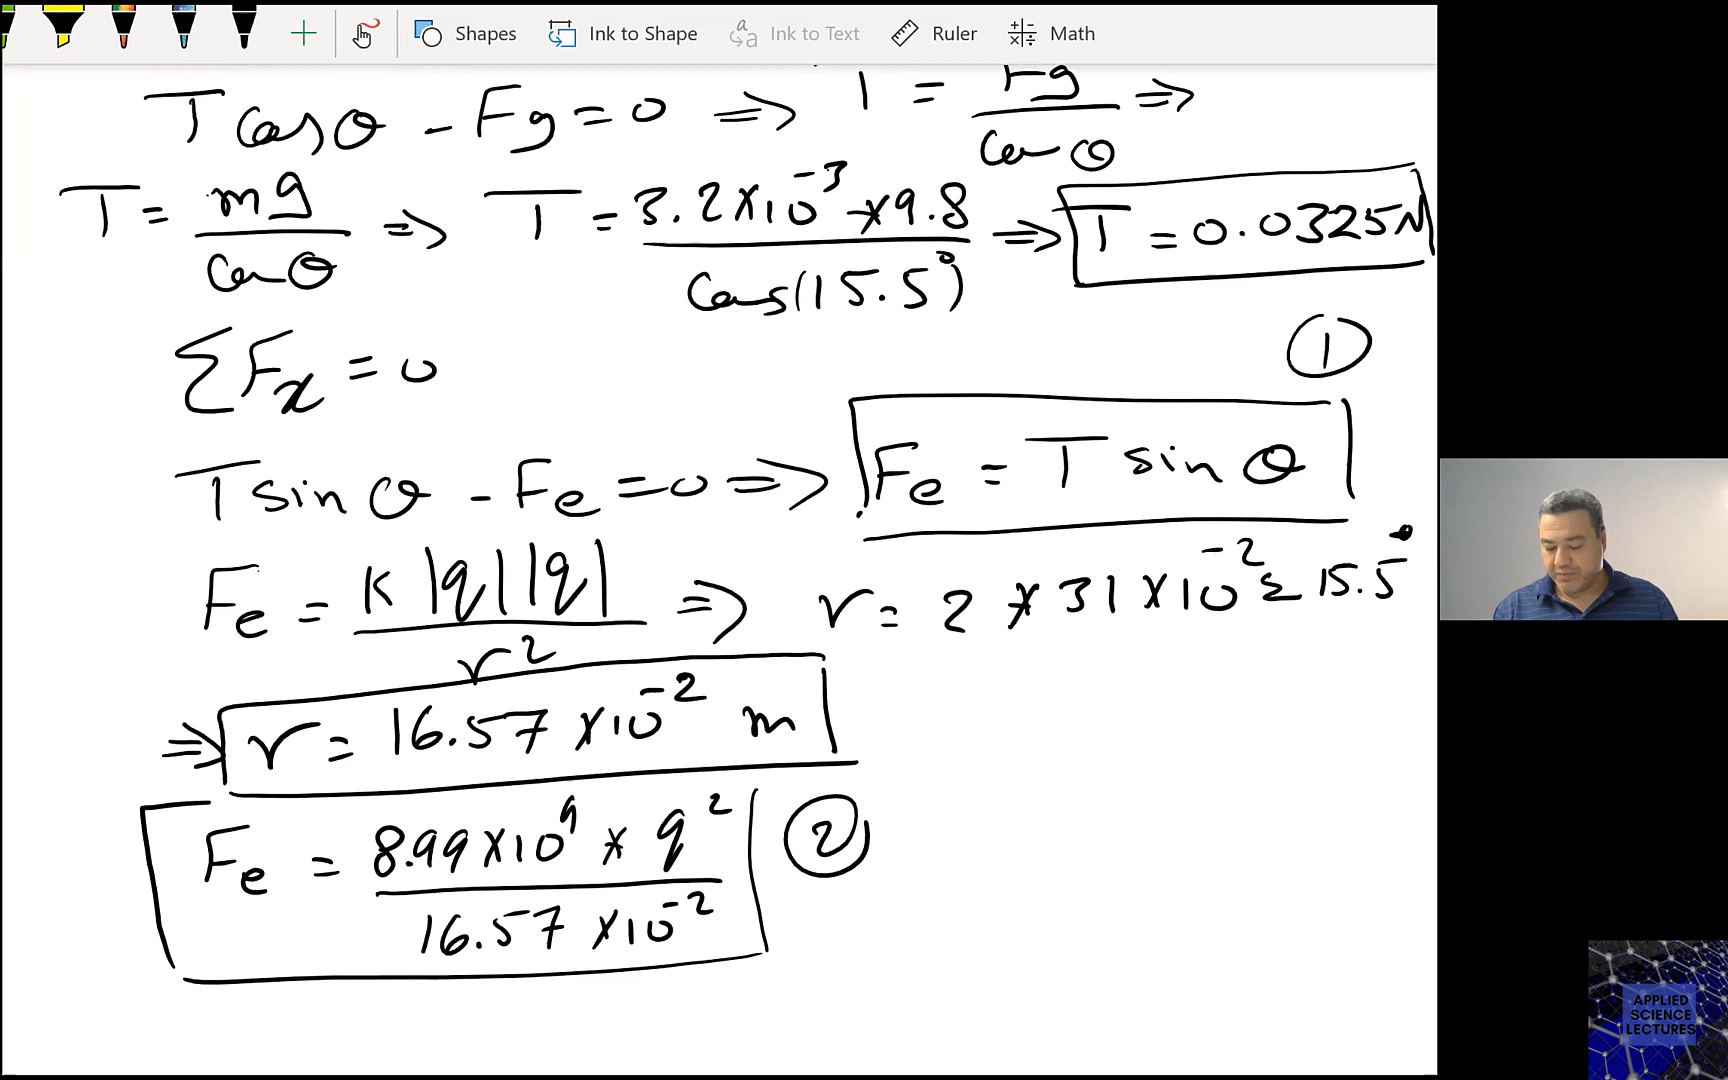 Shapes Ink to Shape Ink to Text Ruler Math
T cos θ - Fg = 0 ⇒ T = Fg / cos θ ⇒
T = mg / cos θ ⇒ T = 3.2×10⁻³ * 9.8 / cos(15.5°) ⇒ T = 0.0325N
①
ΣFx = 0
T sin θ - Fe = 0 ⇒ Fe = T sin θ
Fe = K|q||q| / r² ⇒ r = 2 * 31 × 10⁻² 15.5°
⇒ r = 16.57 × 10⁻² m
Fe = 8.99×10⁹ * q² / 16.57 × 10⁻² ②
APPLIED
SCIENCE
LECTURES